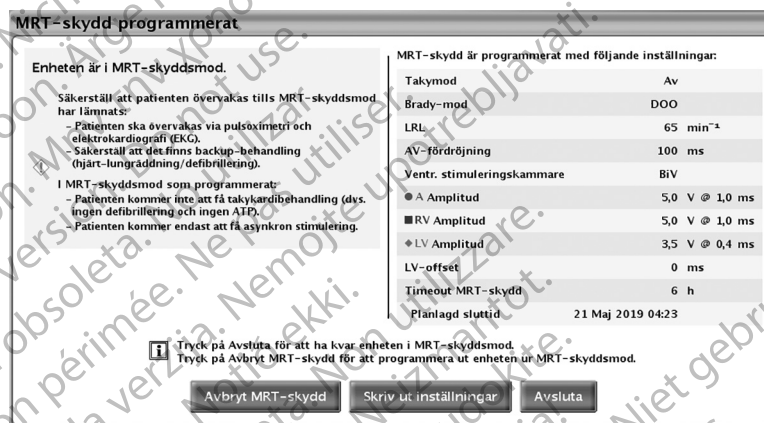 MRT-skydd programmerat
Enheten är i MRT-skyddsmod.
Säkerställ att patienten övervakas tills MRT-skyddsmod
har lämnats:
– Patienten ska övervakas via pulsoximetri och
elektrokardiografi (EKG).
– Säkerställ att det finns backup-behandling
(hjärt-lungräddning/defibrillering).
I MRT-skyddsmod som programmerat:
– Patienten kommer inte att få takykardibehandling (dvs.
ingen defibrillering och ingen ATP).
– Patienten kommer endast att få asynkron stimulering.
MRT-skydd är programmerat med följande inställningar:
Takymod Av
Brady-mod DOO
LRL 65 min⁻¹
AV-fördröjning 100 ms
Ventr. stimuleringskammare BiV
A Amplitud 5,0 V @ 1,0 ms
RV Amplitud 5,0 V @ 1,0 ms
LV Amplitud 3,5 V @ 0,4 ms
LV-offset 0 ms
Timeout MRT-skydd 6 h
Planlagd sluttid 21 Maj 2019 04:23
Tryck på Avsluta för att ha kvar enheten i MRT-skyddsmod.
Tryck på Avbryt MRT-skydd för att programmera ut enheten ur MRT-skyddsmod.
Avbryt MRT-skydd Skriv ut inställningar Avsluta